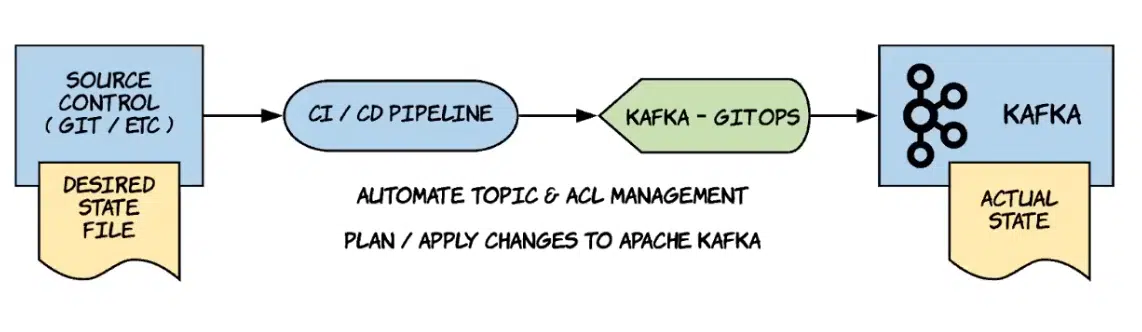 SOURCE
CONTROL
( GIT / ETC )
DESIRED
STATE
FILE
CI / CD PIPELINE
KAFKA - GITOPS
AUTOMATE TOPIC & ACL MANAGEMENT
PLAN / APPLY CHANGES TO APACHE KAFKA
KAFKA
ACTUAL
STATE